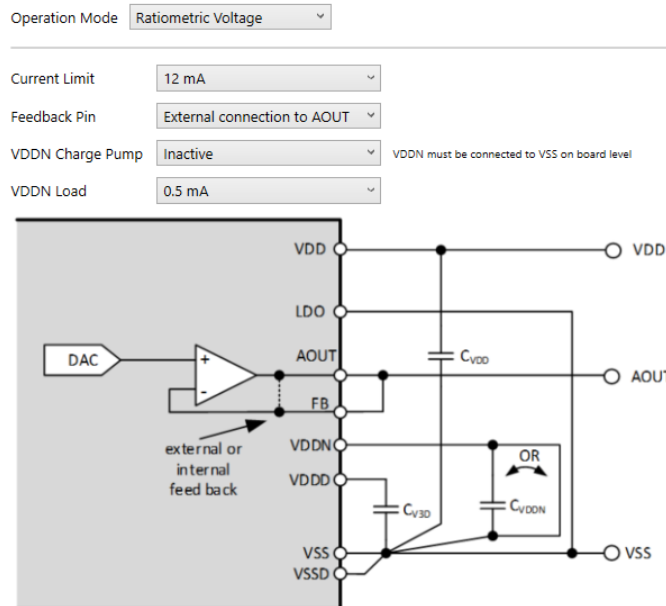 Operation Mode Ratiometric Voltage
Current Limit 12 mA
Feedback Pin External connection to AOUT
VDDN Charge Pump Inactive VDDN must be connected to VSS on board level
VDDN Load 0.5 mA
VDD VDD
LDO
DAC + AOUT CVDD AOUT
- FB
external or
internal
feed back
VDDN OR
VDDD CV3D CVDDN
VSS VSS
VSSD